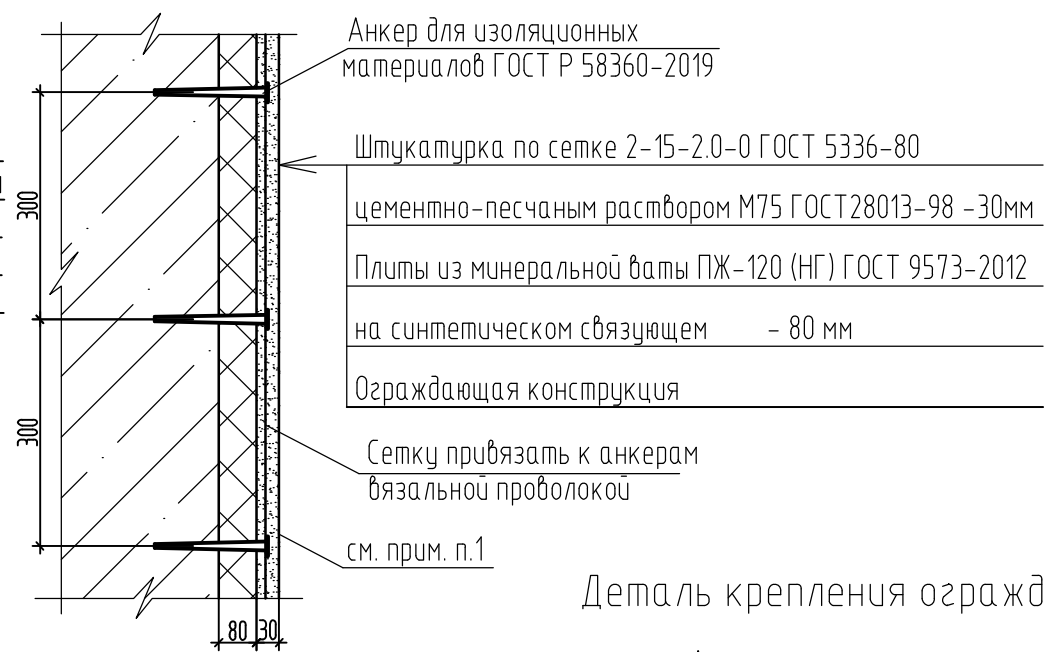 Анкер для изоляционных
материалов ГОСТ Р 58360-2019
Штукатурка по сетке 2-15-2.0-0 ГОСТ 5336-80
цементно-песчаным раствором М75 ГОСТ28013-98 -30мм
Плиты из минеральной ваты ПЖ-120 (НГ) ГОСТ 9573-2012
на синтетическом связующем - 80 мм
Ограждающая конструкция
300
300
Сетку привязать к анкерам
вязальной проволокой
см. прим. п.1
Деталь крепления огражд
80 30